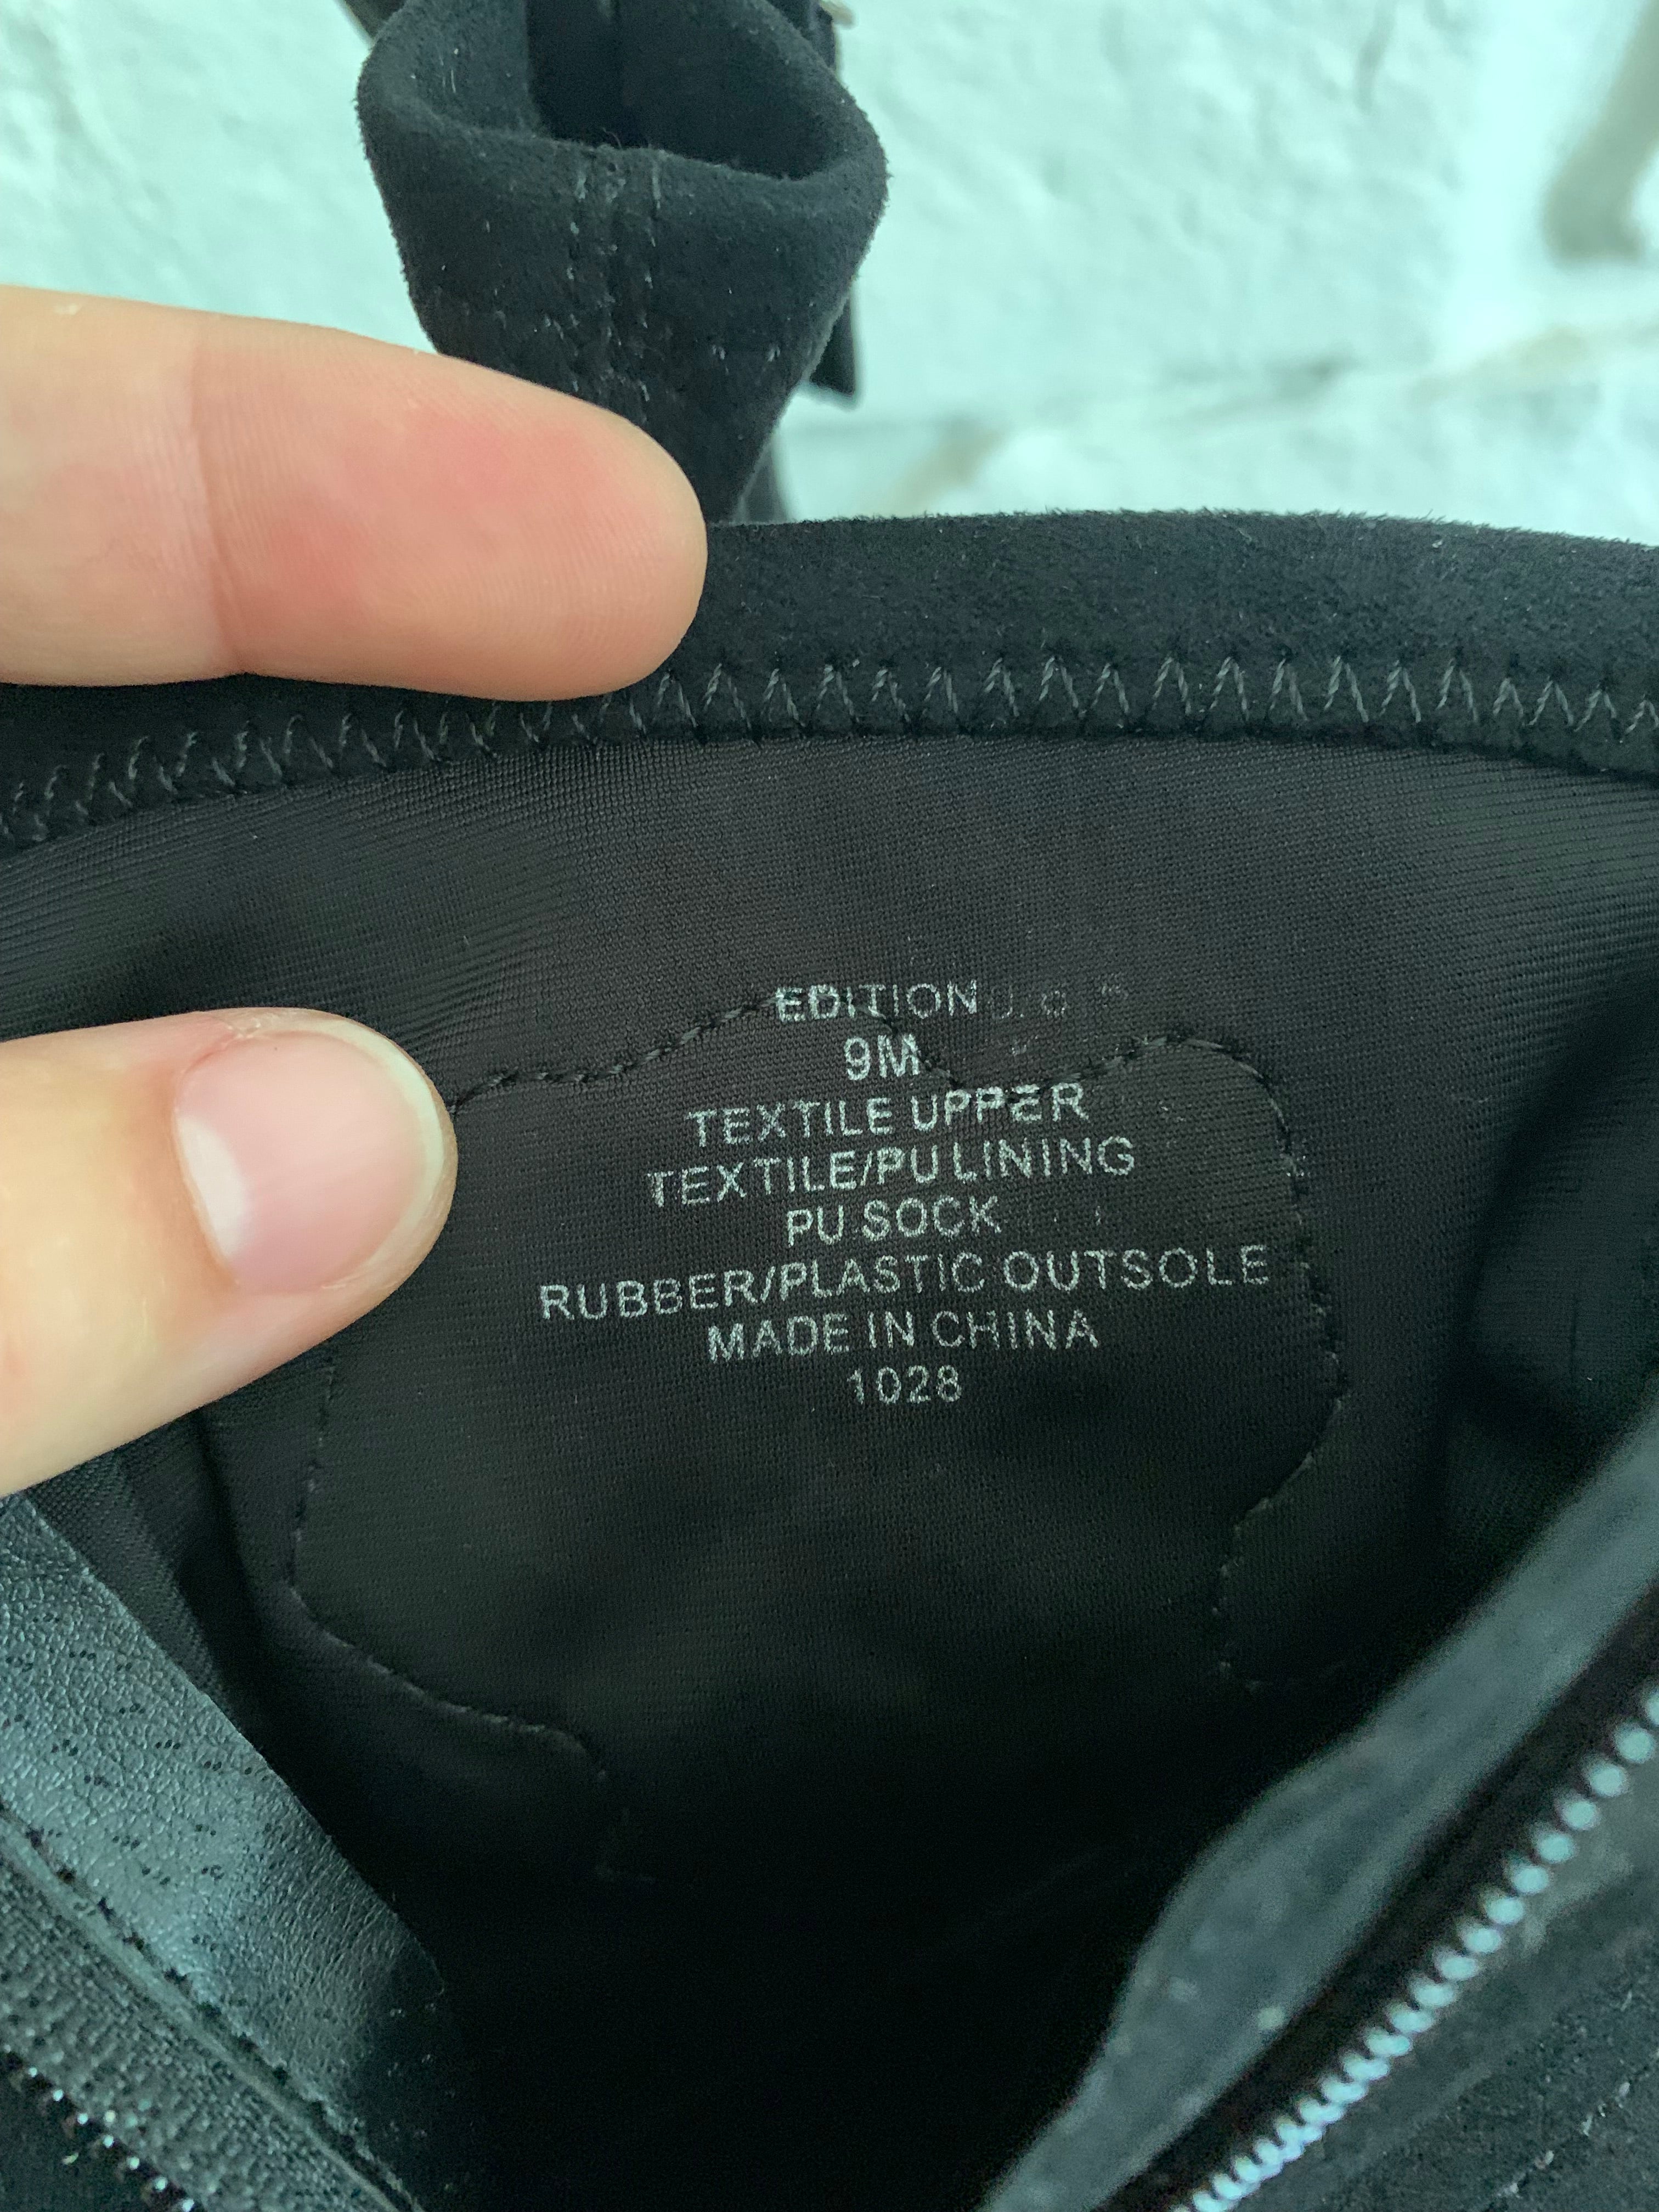 EDITION
9M
TEXTILE UPPER
TEXTILE/PU LINING
PU SOCK
RUBBER/PLASTIC OUTSOLE
MADE IN CHINA
1028